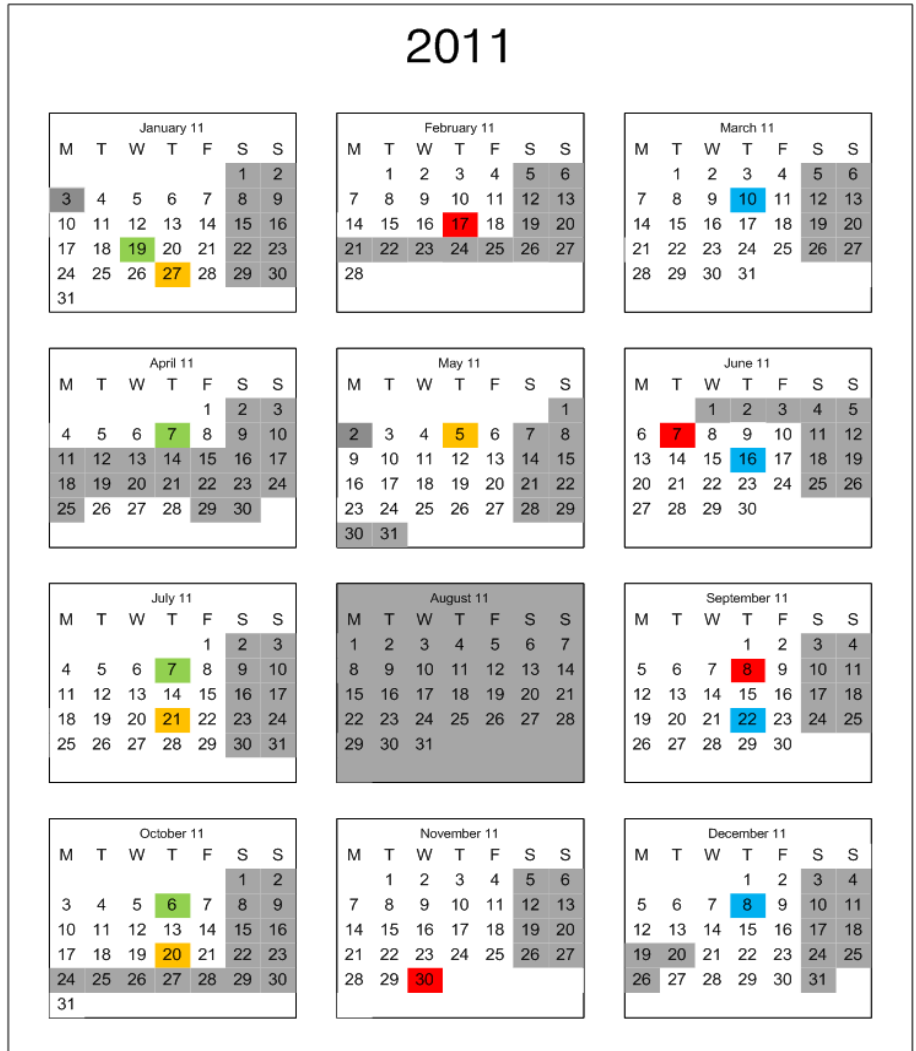 2011
January 11
M T W T F S S
1 2
3 4 5 6 7 8 9
10 11 12 13 14 15 16
17 18 19 20 21 22 23
24 25 26 27 28 29 30
31
February 11
M T W T F S S
1 2 3 4 5 6
7 8 9 10 11 12 13
14 15 16 17 18 19 20
21 22 23 24 25 26 27
28
March 11
M T W T F S S
1 2 3 4 5 6
7 8 9 10 11 12 13
14 15 16 17 18 19 20
21 22 23 24 25 26 27
28 29 30 31
April 11
M T W T F S S
1 2 3
4 5 6 7 8 9 10
11 12 13 14 15 16 17
18 19 20 21 22 23 24
25 26 27 28 29 30
May 11
M T W T F S S
1
2 3 4 5 6 7 8
9 10 11 12 13 14 15
16 17 18 19 20 21 22
23 24 25 26 27 28 29
30 31
June 11
M T W T F S S
1 2 3 4 5
6 7 8 9 10 11 12
13 14 15 16 17 18 19
20 21 22 23 24 25 26
27 28 29 30
July 11
M T W T F S S
1 2 3
4 5 6 7 8 9 10
11 12 13 14 15 16 17
18 19 20 21 22 23 24
25 26 27 28 29 30 31
August 11
M T W T F S S
1 2 3 4 5 6 7
8 9 10 11 12 13 14
15 16 17 18 19 20 21
22 23 24 25 26 27 28
29 30 31
September 11
M T W T F S S
1 2 3 4
5 6 7 8 9 10 11
12 13 14 15 16 17 18
19 20 21 22 23 24 25
26 27 28 29 30
October 11
M T W T F S S
1 2
3 4 5 6 7 8 9
10 11 12 13 14 15 16
17 18 19 20 21 22 23
24 25 26 27 28 29 30
31
November 11
M T W T F S S
1 2 3 4 5 6
7 8 9 10 11 12 13
14 15 16 17 18 19 20
21 22 23 24 25 26 27
28 29 30
December 11
M T W T F S S
1 2 3 4
5 6 7 8 9 10 11
12 13 14 15 16 17 18
19 20 21 22 23 24 25
26 27 28 29 30 31